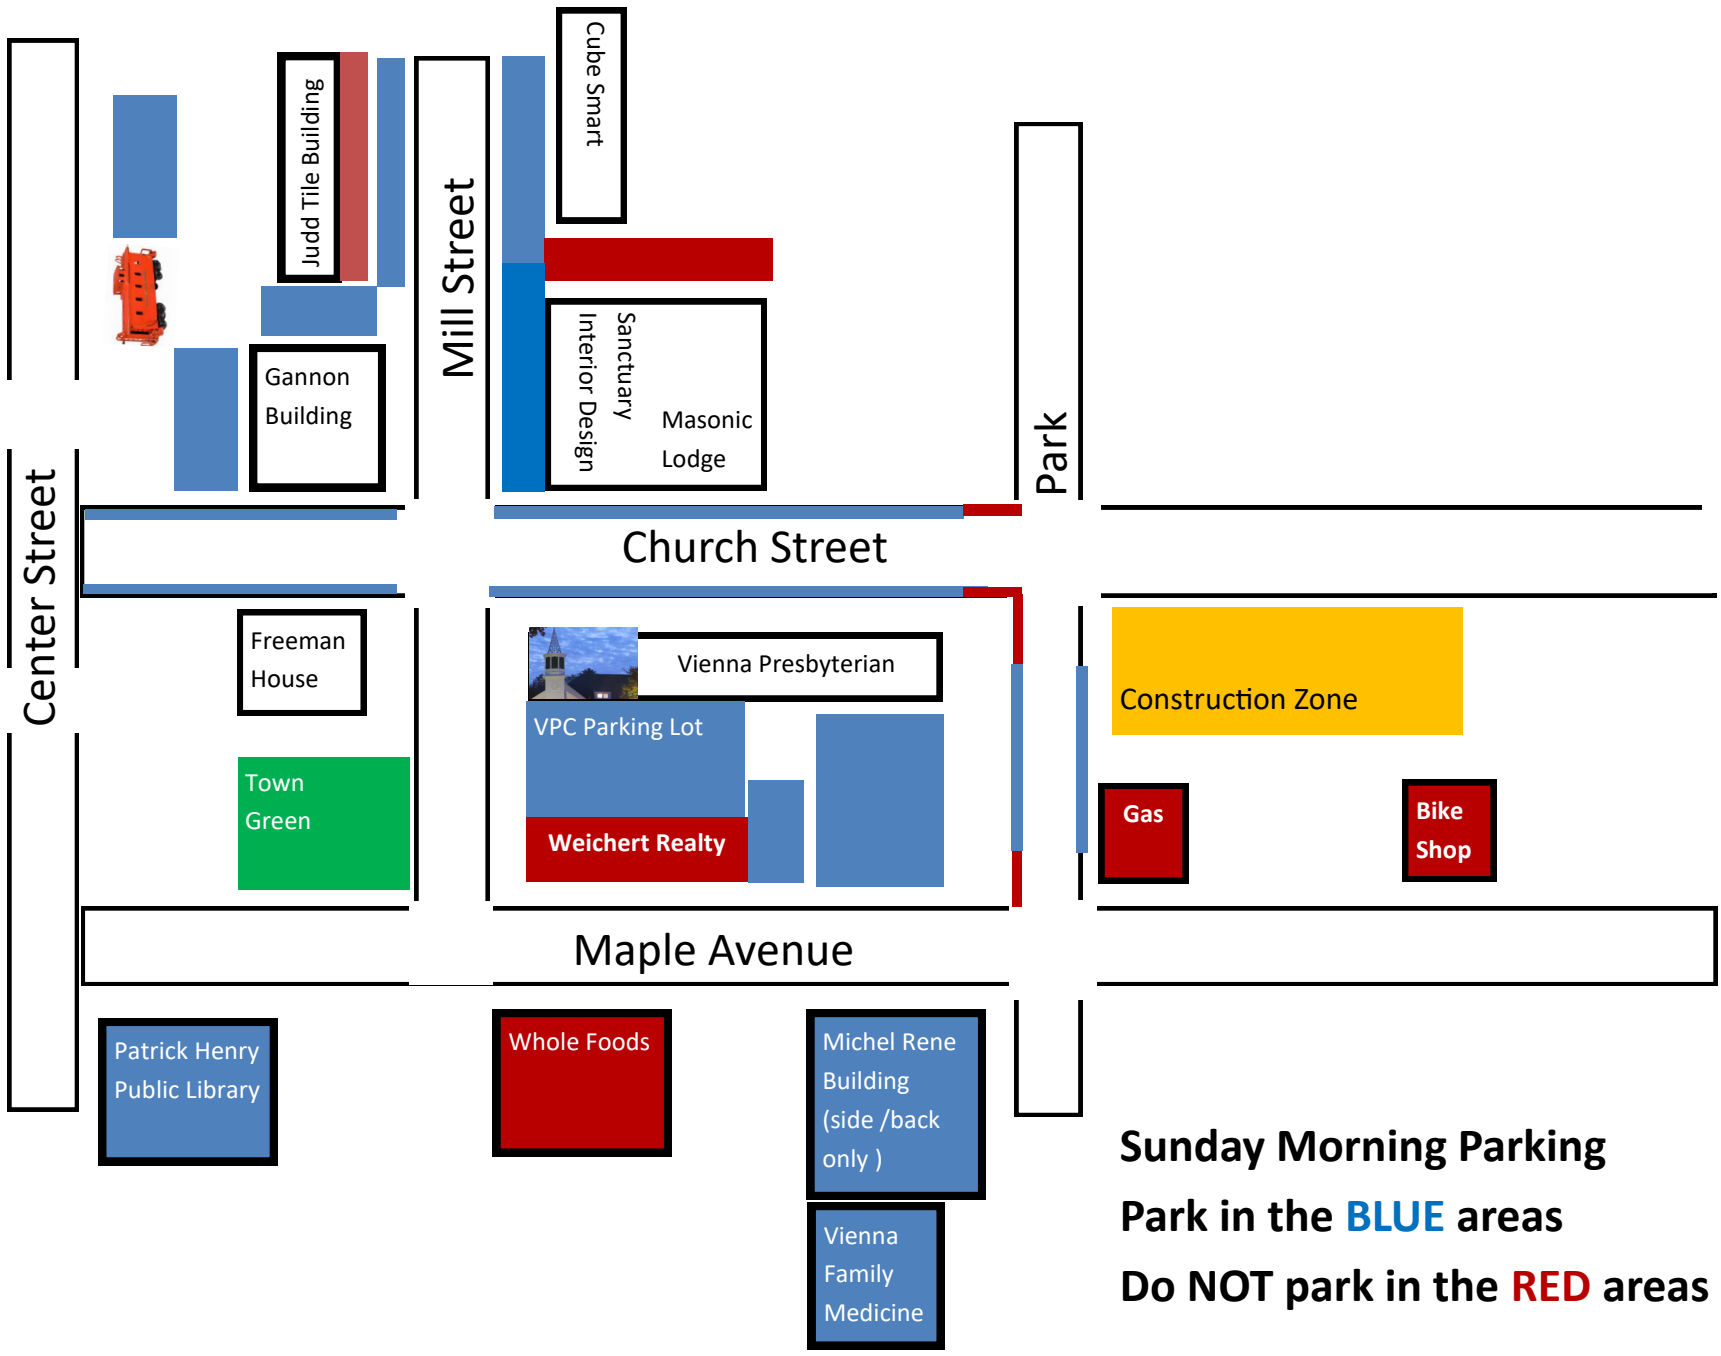 Cube Smart
Judd Tile Building
Mill Street
Gannon
Building
Sanctuary
Interior Design
Masonic
Lodge
Park
Center Street
Church Street
Freeman
House
Vienna Presbyterian
VPC Parking Lot
Construction Zone
Town
Green
Weichert Realty
Gas
Bike
Shop
Maple Avenue
Patrick Henry
Public Library
Whole Foods
Michel Rene
Building
(side /back
only )
Vienna
Family
Medicine
Sunday Morning Parking
Park in the BLUE areas
Do NOT park in the RED areas